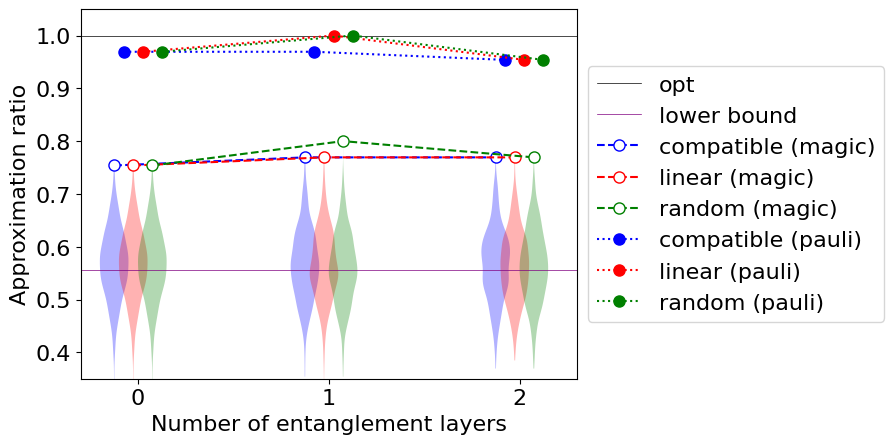 1.0
0.9
0.8
0.7
0.6
0.5
0.4
Approximation ratio
0 1 2
Number of entanglement layers
opt
lower bound
compatible (magic)
linear (magic)
random (magic)
compatible (pauli)
linear (pauli)
random (pauli)